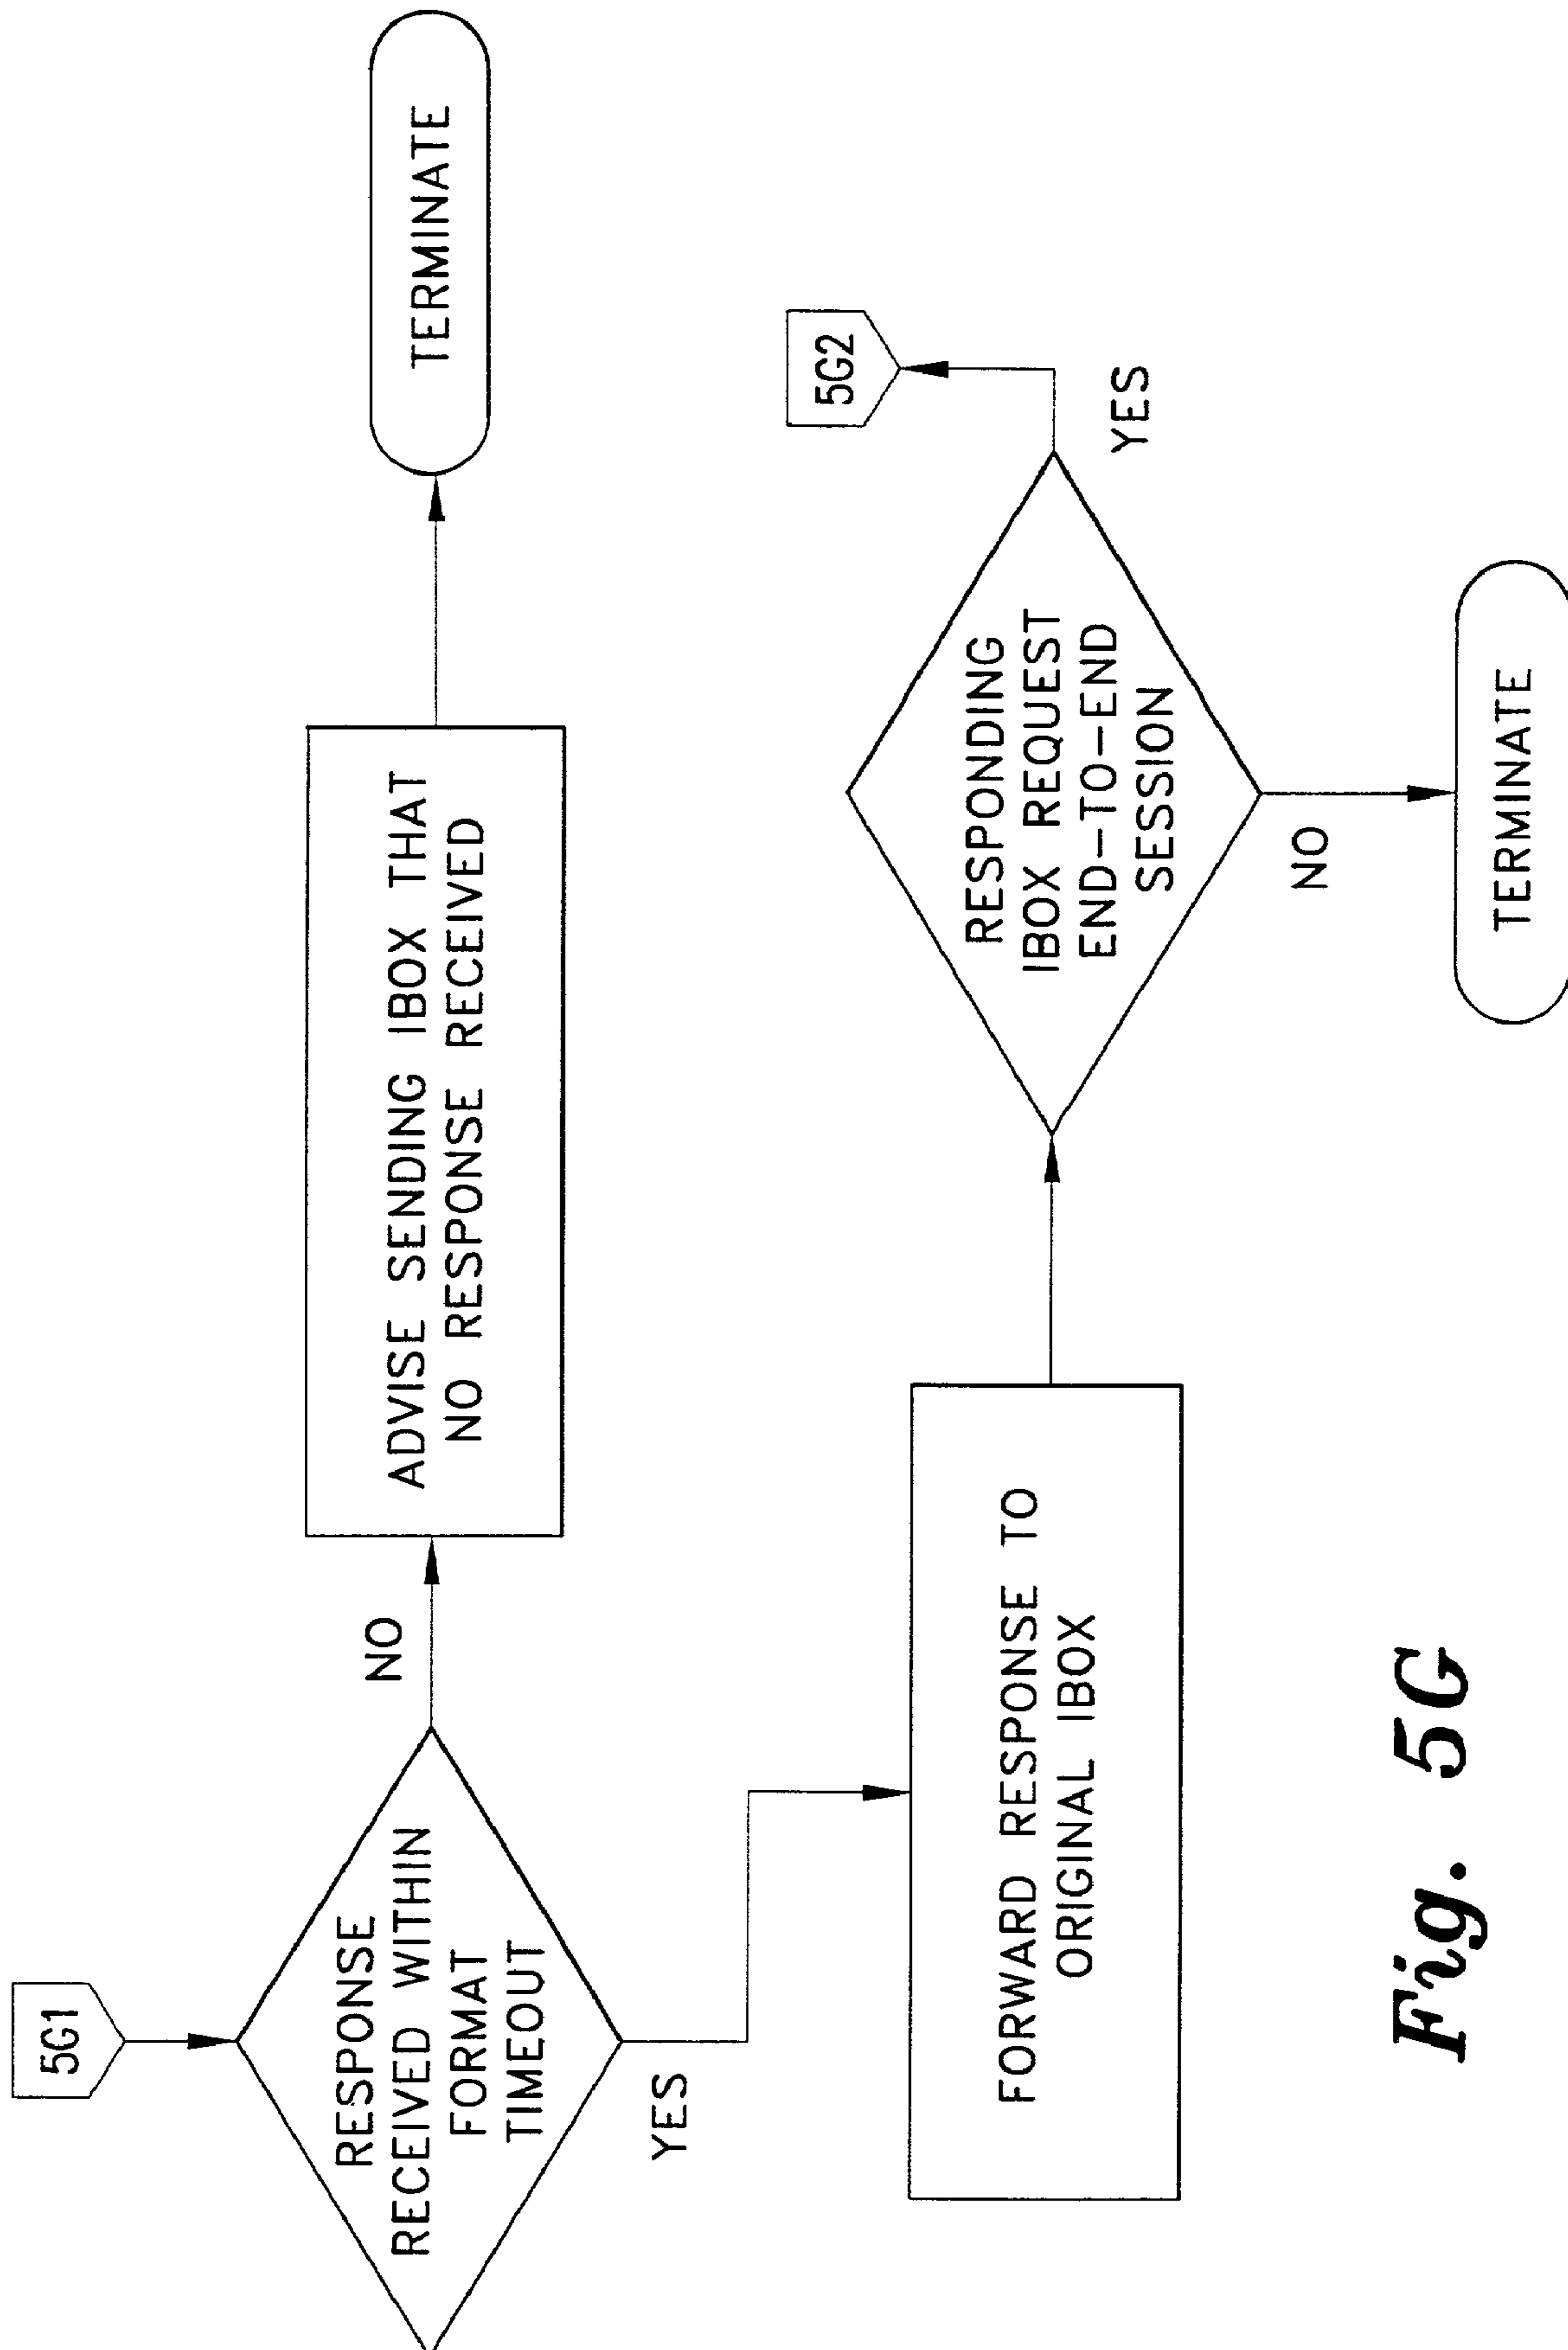 5G1
RESPONSE
RECEIVED WITHIN
FORMAT
TIMEOUT
NO
ADVISE SENDING IBOX THAT
NO RESPONSE RECEIVED
TERMINATE
YES
FORWARD RESPONSE TO
ORIGINAL IBOX
RESPONDING
IBOX REQUEST
END-TO-END
SESSION
YES
5G2
NO
TERMINATE
Fig. 5G